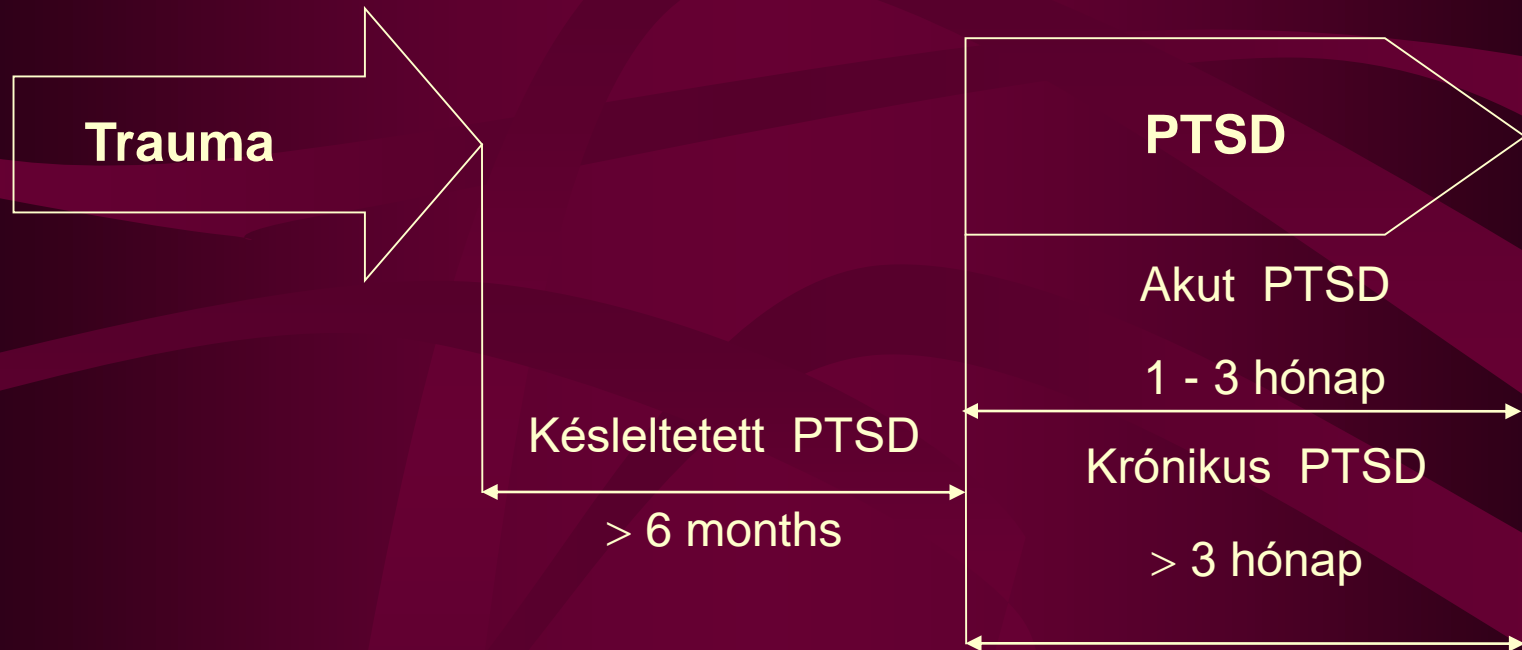 Trauma
PTSD
Akut PTSD
1 - 3 hónap
Késleltetett PTSD
> 6 months
Krónikus PTSD
> 3 hónap